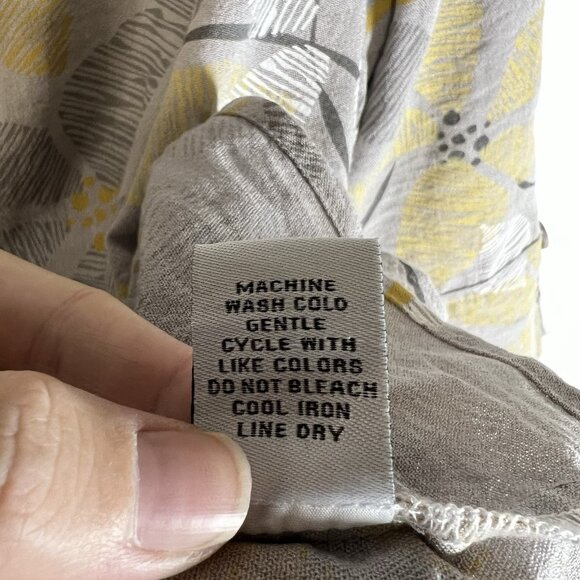 MACHINE
WASH COLD
GENTLE
CYCLE WITH
LIKE COLORS
DO NOT BLEACH
COOL IRON
LINE DRY